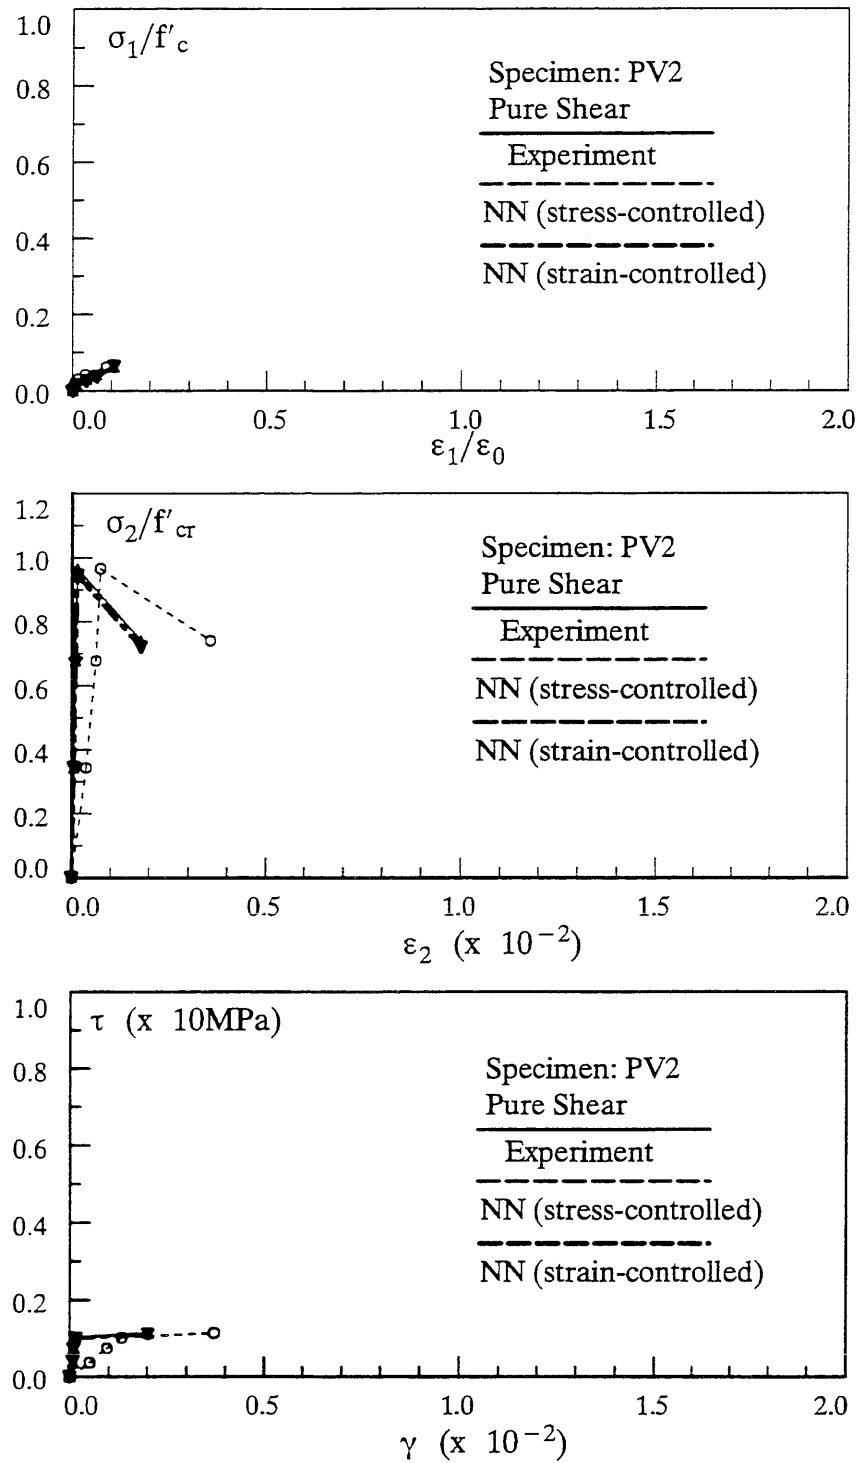 1.0
σ₁/f′c
0.8
0.6
0.4
0.2
0.0
Specimen: PV2
Pure Shear
Experiment
NN (stress-controlled)
NN (strain-controlled)
0.0 0.5 1.0 1.5 2.0
ε₁/ε₀
1.2
σ₂/f′cr
1.0
0.8
0.6
0.4
0.2
0.0
Specimen: PV2
Pure Shear
Experiment
NN (stress-controlled)
NN (strain-controlled)
0.0 0.5 1.0 1.5 2.0
ε₂ (x 10⁻²)
1.0
τ (x 10MPa)
0.8
0.6
0.4
0.2
0.0
Specimen: PV2
Pure Shear
Experiment
NN (stress-controlled)
NN (strain-controlled)
0.0 0.5 1.0 1.5 2.0
γ (x 10⁻²)